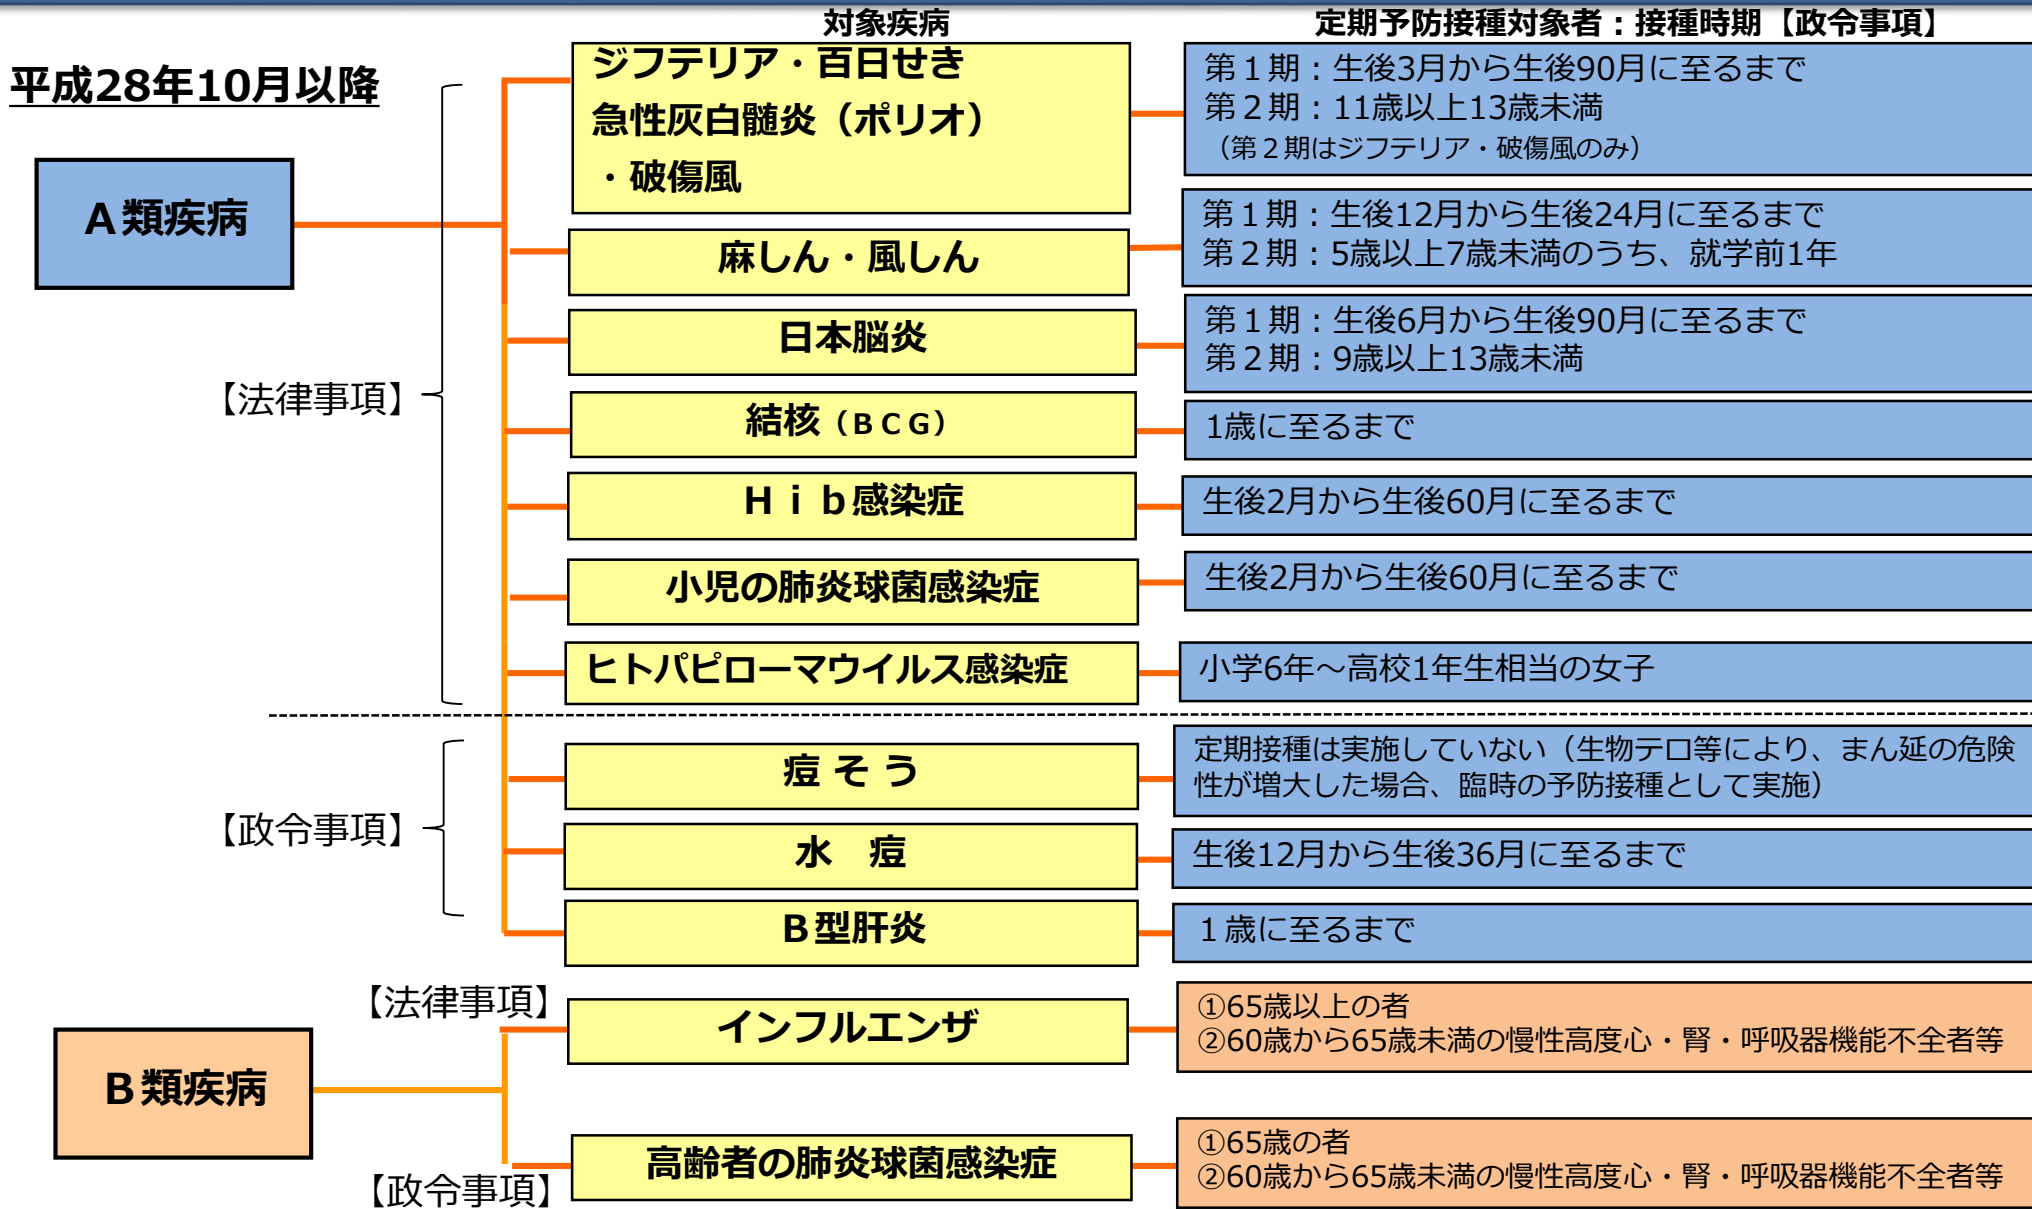 対象疾病
定期予防接種対象者：接種時期【政令事項】
平成28年10月以降
A類疾病
【法律事項】
ジフテリア・百日せき
急性灰白髄炎（ポリオ）
・破傷風
第１期：生後3月から生後90月に至るまで
第２期：11歳以上13歳未満
（第２期はジフテリア・破傷風のみ）
麻しん・風しん
第１期：生後12月から生後24月に至るまで
第２期：5歳以上7歳未満のうち、就学前1年
日本脳炎
第１期：生後6月から生後90月に至るまで
第２期：9歳以上13歳未満
結核（ＢＣＧ）
1歳に至るまで
Ｈｉｂ感染症
生後2月から生後60月に至るまで
小児の肺炎球菌感染症
生後2月から生後60月に至るまで
ヒトパピローマウイルス感染症
小学6年～高校1年生相当の女子
【政令事項】
痘そう
定期接種は実施していない（生物テロ等により、まん延の危険
性が増大した場合、臨時の予防接種として実施）
水　痘
生後12月から生後36月に至るまで
Ｂ型肝炎
１歳に至るまで
Ｂ類疾病
【法律事項】
インフルエンザ
①65歳以上の者
②60歳から65歳未満の慢性高度心・腎・呼吸器機能不全者等
【政令事項】
高齢者の肺炎球菌感染症
①65歳の者
②60歳から65歳未満の慢性高度心・腎・呼吸器機能不全者等